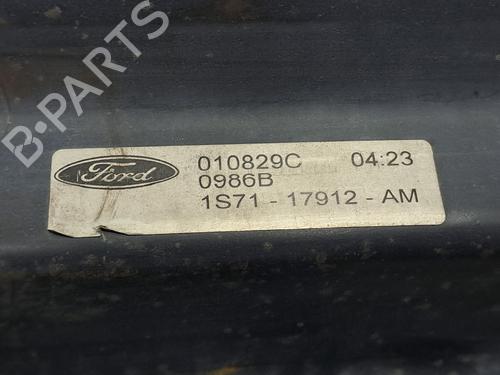 B-PARTS
Ford 010829C 04:23
0986B
1S71 - 17912 - AM